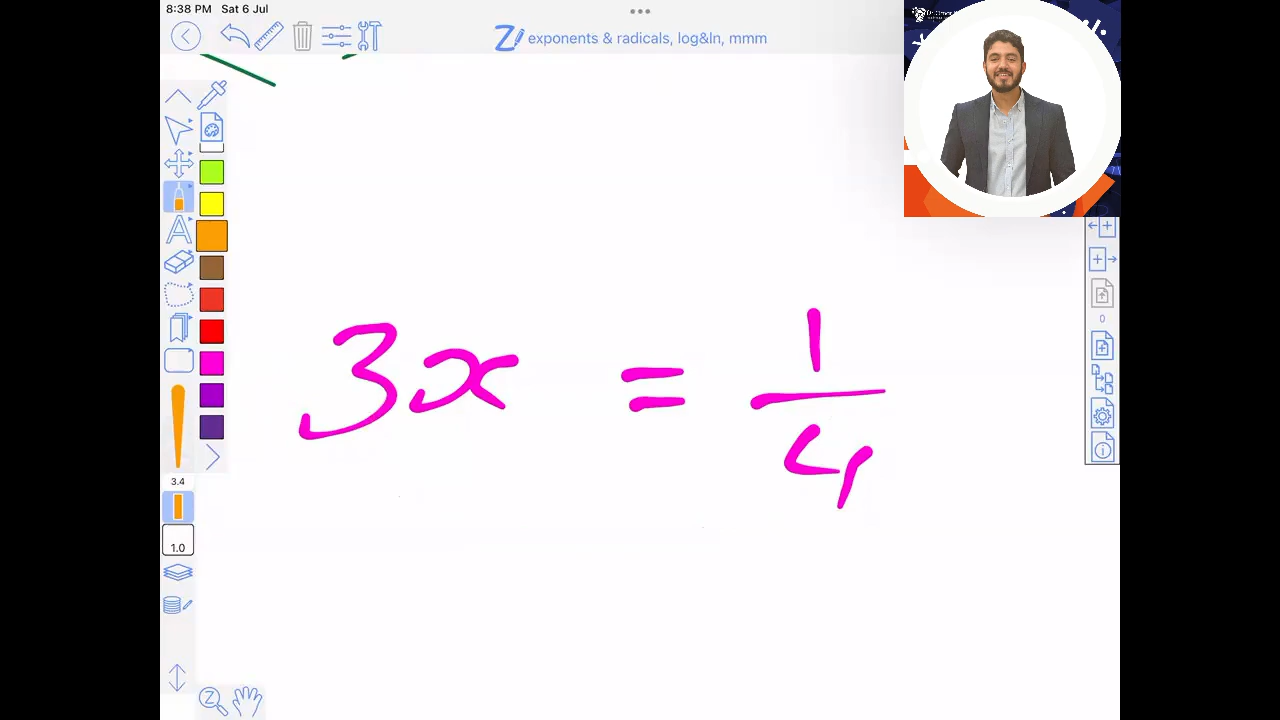 8:38 PM Sat 6 Jul
exponents & radicals, log&ln, mmm
3x = 1/4
3.4
1.0
0